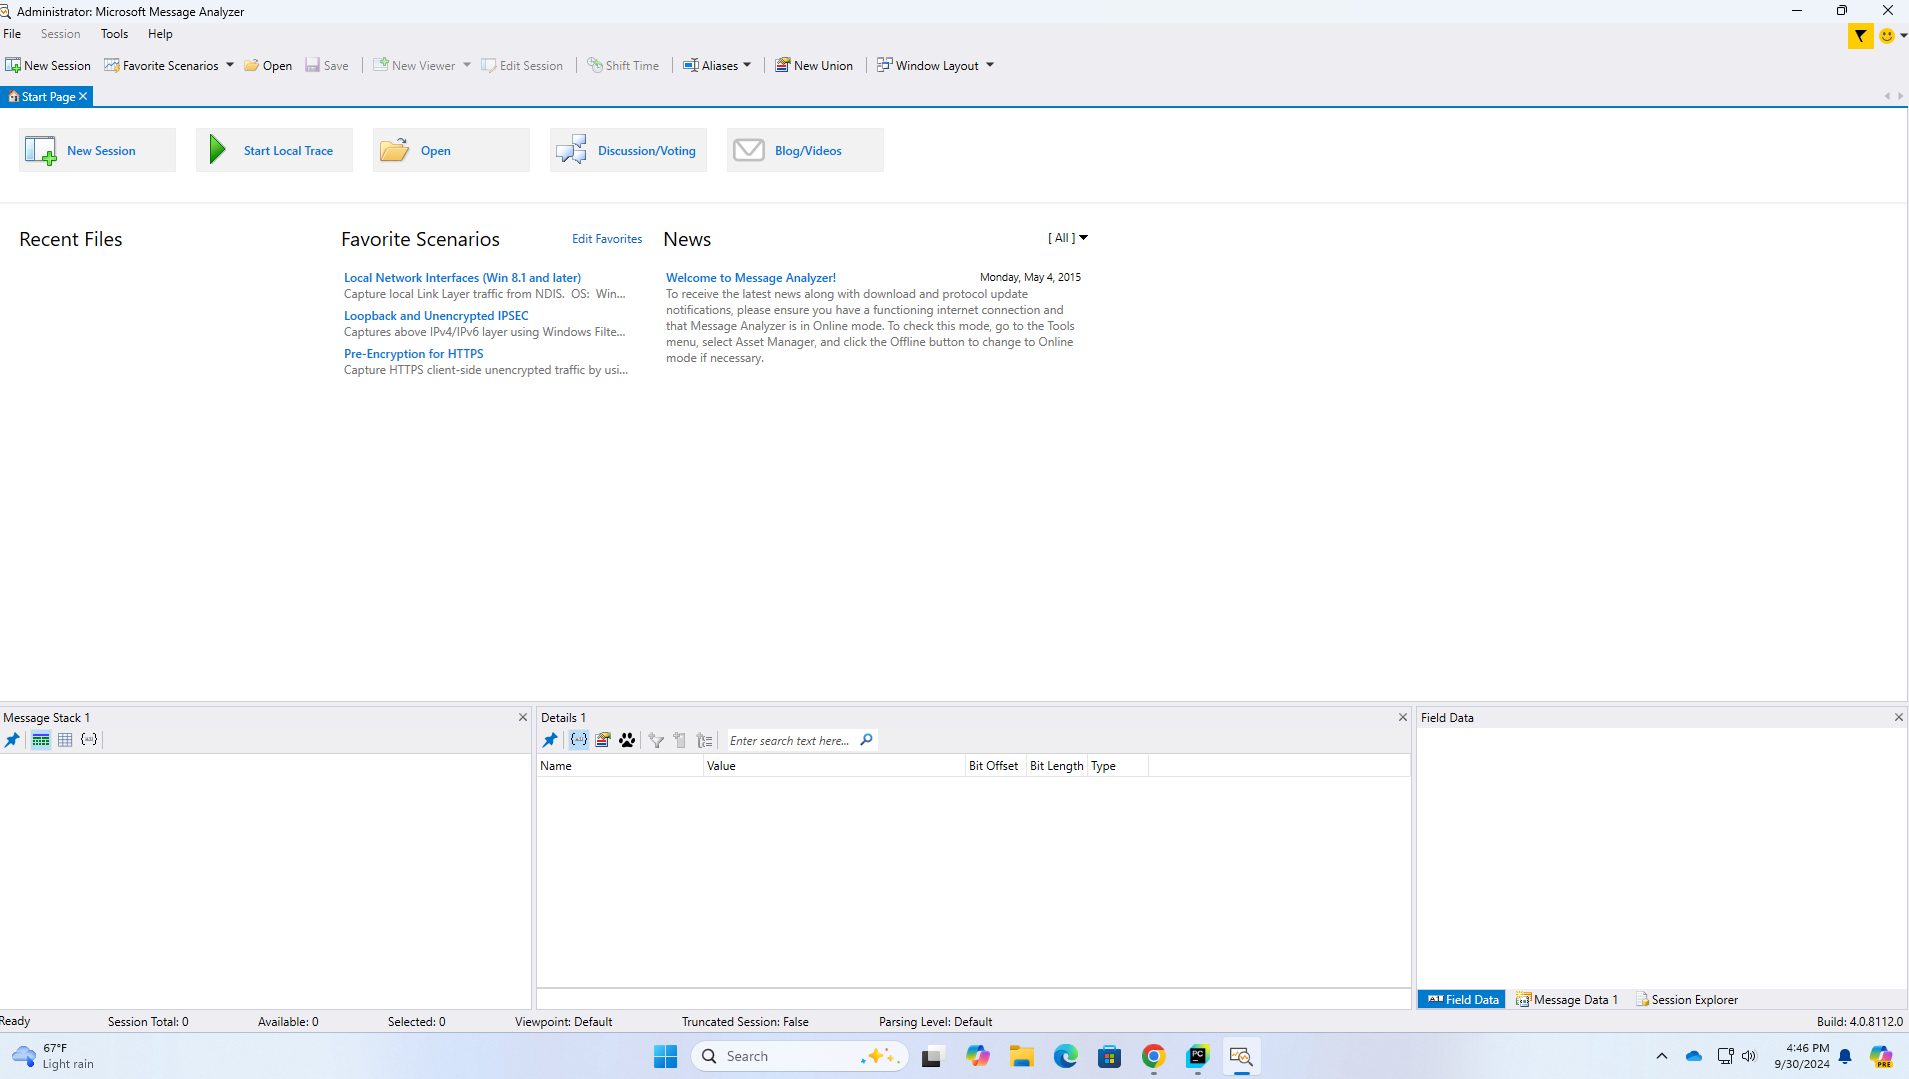 Administrator: Microsoft Message Analyzer
File Session Tools Help
New Session Favorite Scenarios Open Save New Viewer Edit Session Shift Time Aliases New Union Window Layout
Start Page
New Session Start Local Trace Open Discussion/Voting Blog/Videos
Recent Files
Favorite Scenarios Edit Favorites
Local Network Interfaces (Win 8.1 and later)
Capture local Link Layer traffic from NDIS. OS: Win...
Loopback and Unencrypted IPSEC
Captures above IPv4/IPv6 layer using Windows Filte...
Pre-Encryption for HTTPS
Capture HTTPS client-side unencrypted traffic by usi...
News [ All ]
Welcome to Message Analyzer! Monday, May 4, 2015
To receive the latest news along with download and protocol update
notifications, please ensure you have a functioning internet connection and
that Message Analyzer is in Online mode. To check this mode, go to the Tools
menu, select Asset Manager, and click the Offline button to change to Online
mode if necessary.
Message Stack 1
Details 1
Enter search text here...
Name Value Bit Offset Bit Length Type
Field Data
Field Data Message Data 1 Session Explorer
Ready Session Total: 0 Available: 0 Selected: 0 Viewpoint: Default Truncated Session: False Parsing Level: Default Build: 4.0.8112.0
67°F
Light rain
Search
PC
4:46 PM
9/30/2024
PRE